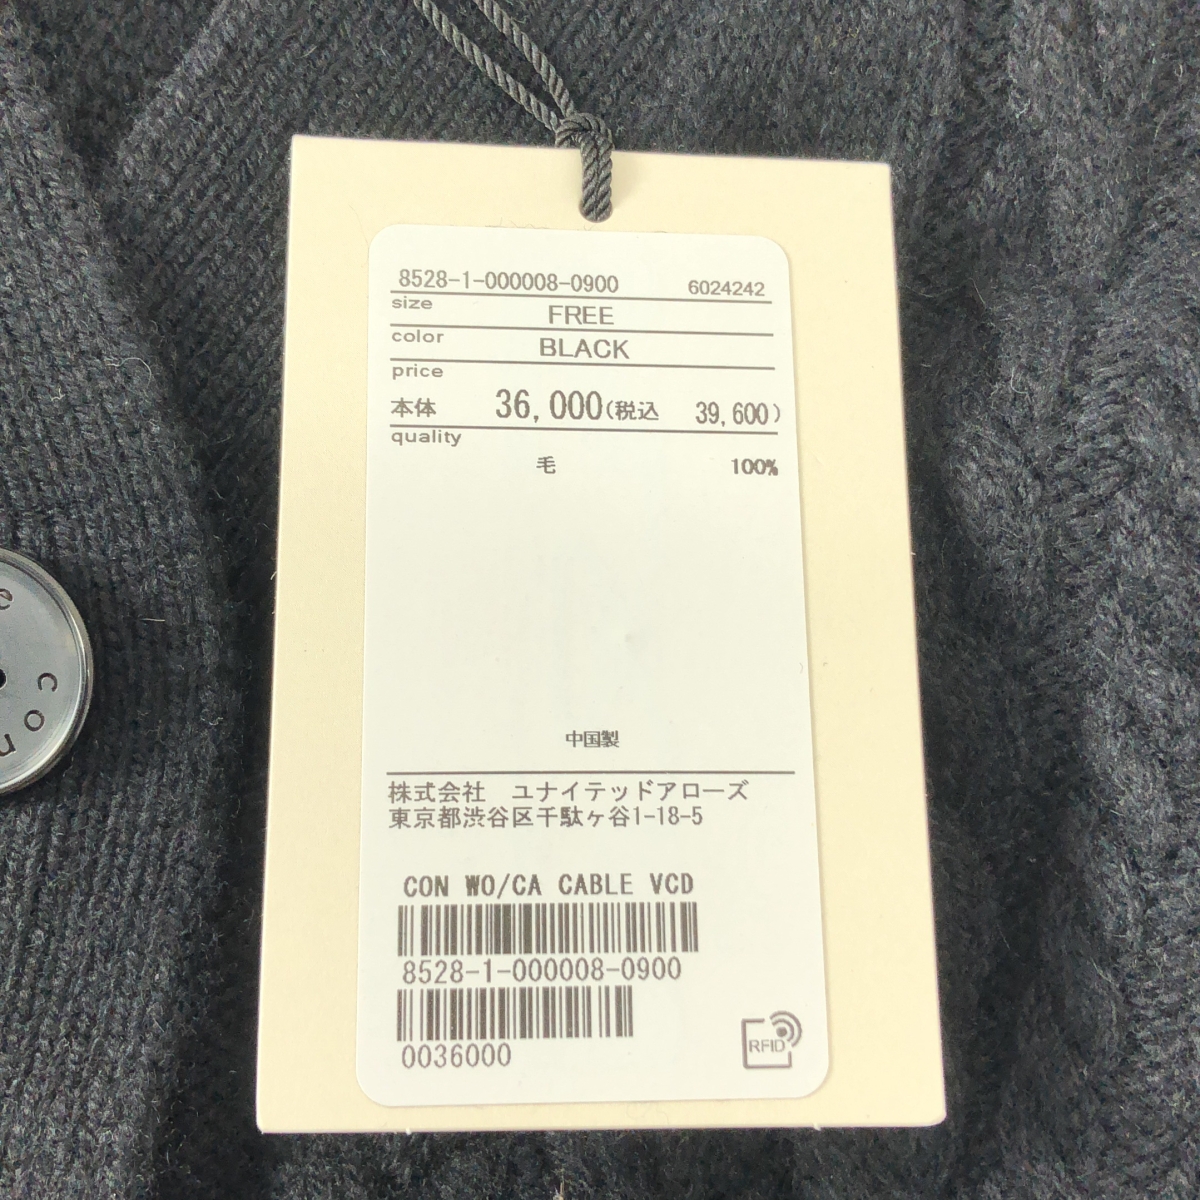 8528-1-000008-0900 6024242
size FREE
color BLACK
price
本体 36,000(税込 39,600)
quality
毛 100%
中国製
株式会社 ユナイテッドアローズ
東京都渋谷区千駄ヶ谷1-18-5
CON WO/CA CABLE VCD
8528-1-000008-0900
0036000
RFID
e con